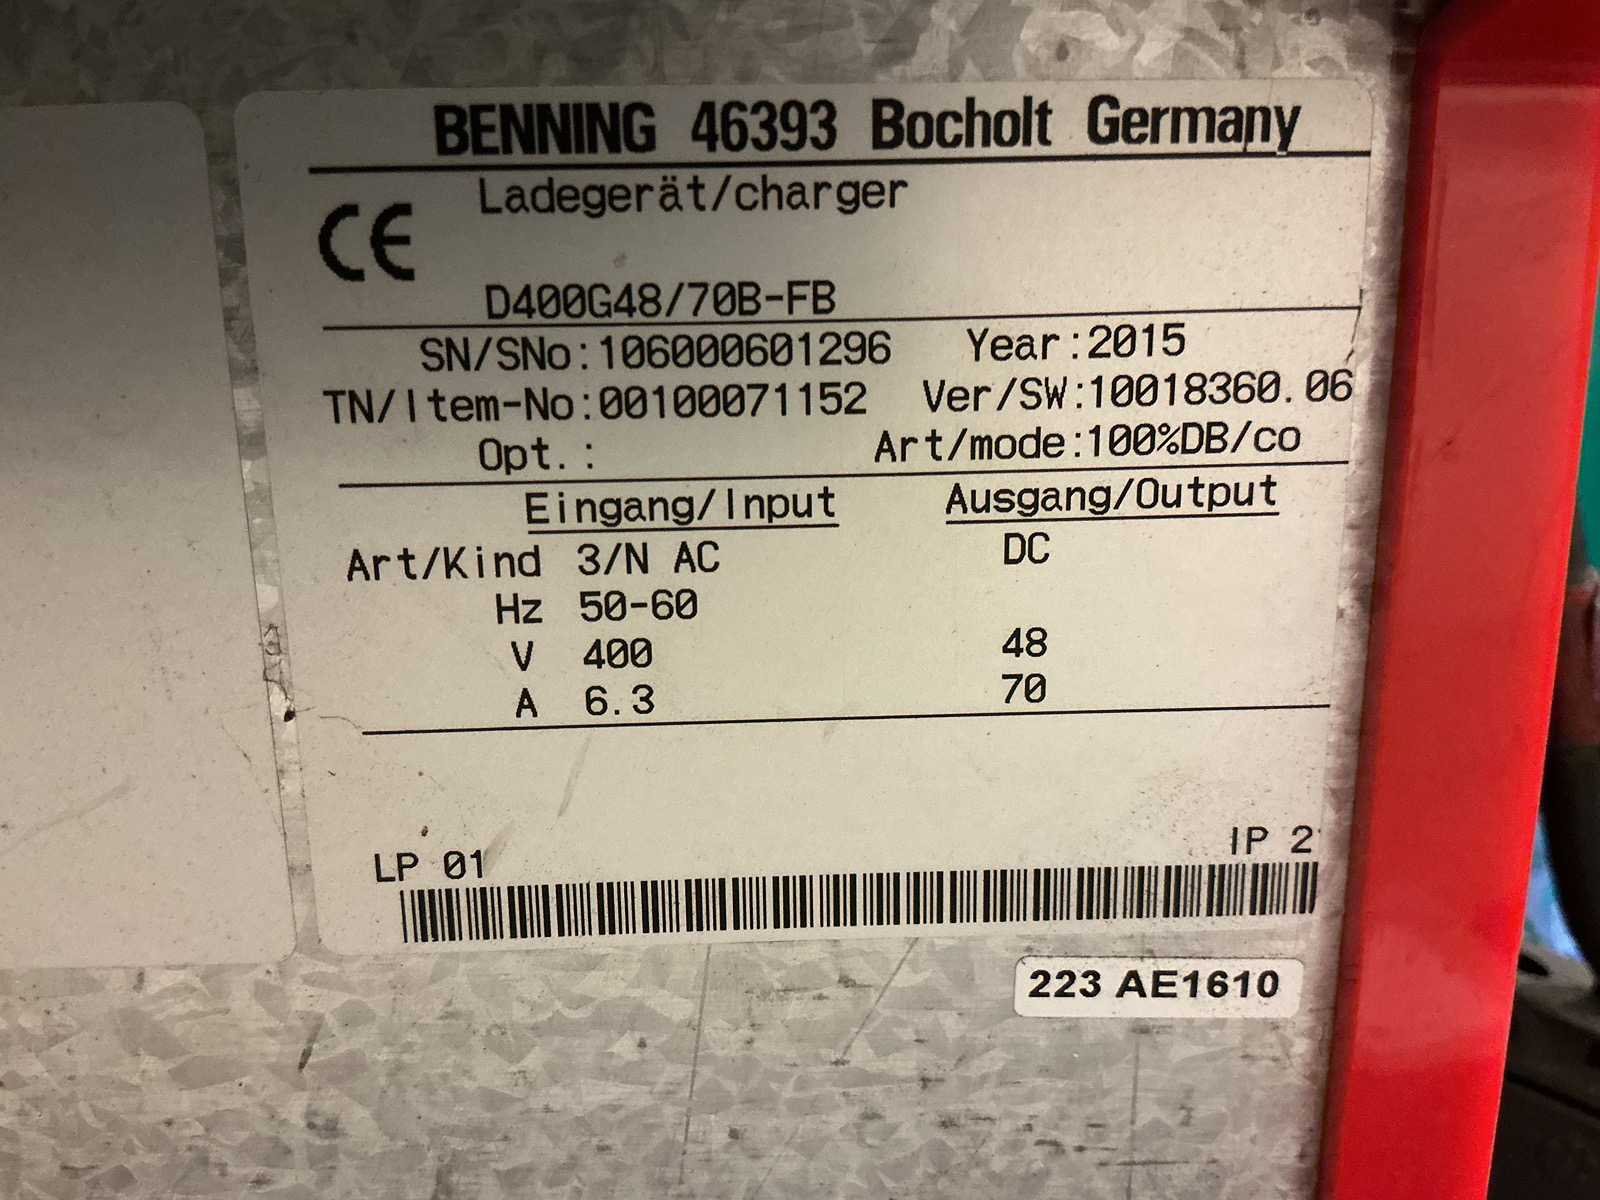 BENNING 46393 Bocholt Germany
CE Ladegerät/charger
D400G48/70B-FB
SN/SNo:106000601296 Year:2015
TN/Item-No:00100071152 Ver/SW:10018360.06
Opt.: Art/mode:100%DB/co
Eingang/Input Ausgang/Output
Art/Kind 3/N AC DC
Hz 50-60
V 400 48
A 6.3 70
LP 01 IP 2
223 AE1610